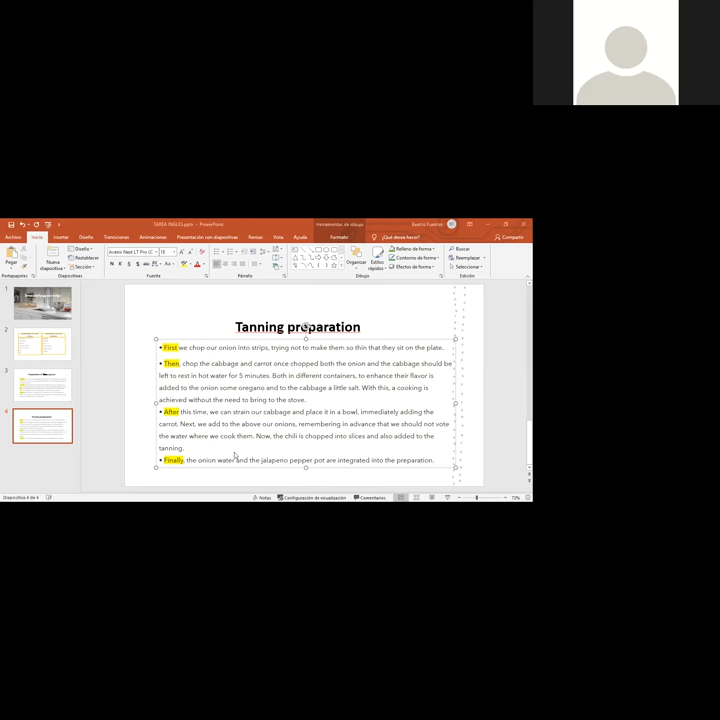 TAREA INGLES.pptx - PowerPoint
Herramientas de dibujo
Beatriz Fuentes
Archivo Inicio Insertar Diseño Transiciones Animaciones Presentación con diapositivas Revisar Vista Ayuda Formato ¿Qué desea hacer? Compartir
Pegar
Nueva diapositiva
Diseño
Restablecer
Sección
Avenir Next LT Pro (C 18
N K S
Organizar
Estilos rápidos
Relleno de forma
Contorno de forma
Efectos de forma
Buscar
Reemplazar
Seleccionar
Portapapeles Diapositivas Fuente Párrafo Dibujo Edición
1
2
3
4
Tanning preparation
• First we chop our onion into strips, trying not to make them so thin that they sit on the plate.
• Then, chop the cabbage and carrot once chopped both the onion and the cabbage should be
left to rest in hot water for 5 minutes. Both in different containers, to enhance their flavor is
added to the onion some oregano and to the cabbage a little salt. With this, a cooking is
achieved without the need to bring to the stove.
• After this time, we can strain our cabbage and place it in a bowl, immediately adding the
carrot. Next, we add to the above our onions, remembering in advance that we should not vote
the water where we cook them. Now, the chili is chopped into slices and also added to the
tanning.
• Finally, the onion water and the jalapeno pepper pot are integrated into the preparation.
Diapositiva 4 de 4
Notas Configuración de visualización Comentarios 72%